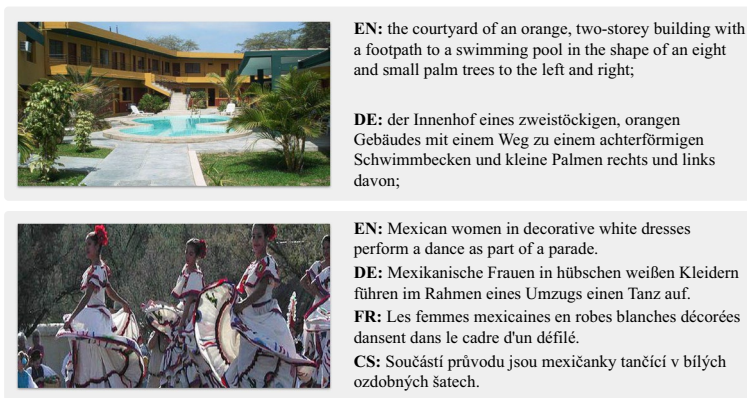 EN: the courtyard of an orange, two-storey building with
a footpath to a swimming pool in the shape of an eight
and small palm trees to the left and right;
DE: der Innenhof eines zweistöckigen, orangen
Gebäudes mit einem Weg zu einem achterförmigen
Schwimmbecken und kleine Palmen rechts und links
davon;
EN: Mexican women in decorative white dresses
perform a dance as part of a parade.
DE: Mexikanische Frauen in hübschen weißen Kleidern
führen im Rahmen eines Umzugs einen Tanz auf.
FR: Les femmes mexicaines en robes blanches décorées
dansent dans le cadre d'un défilé.
CS: Součástí průvodu jsou mexičanky tančící v bílých
ozdobných šatech.